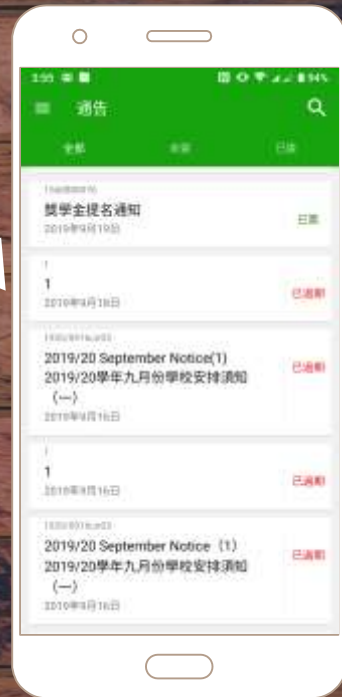 通告
全部
獎學金提名通知
2019年9月19日
1
1
2019年9月16日
已過期
2019/20 September Notice(1)
2019/20學年九月份學校安排須知
(一)
2019年9月16日
已過期
1
1
2019年9月16日
已過期
2019/20 September Notice (1)
2019/20學年九月份學校安排須知
(一)
2019年9月16日
已過期